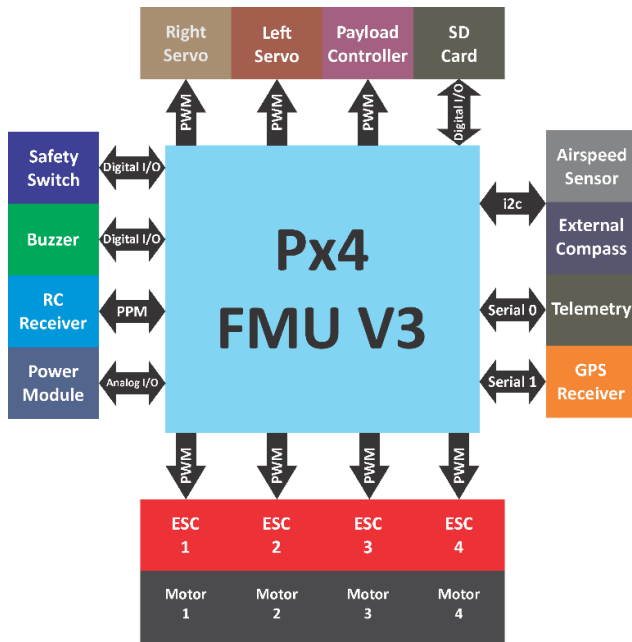 Right Servo
Left Servo
Payload Controller
SD Card
PWM
PWM
PWM
Digital I/O
Safety Switch
Digital I/O
Buzzer
Digital I/O
RC Receiver
PPM
Power Module
Analog I/O
Px4
FMU V3
i2c
Airspeed Sensor
External Compass
Serial 0
Telemetry
Serial 1
GPS Receiver
PWM
PWM
PWM
PWM
ESC 1
ESC 2
ESC 3
ESC 4
Motor 1
Motor 2
Motor 3
Motor 4